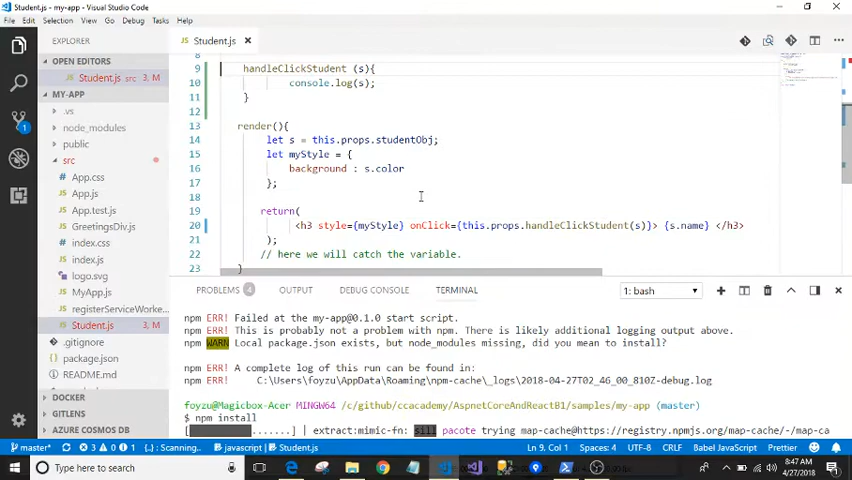 Student.js - my-app - Visual Studio Code
File Edit Selection View Go Debug Tasks Help
EXPLORER
OPEN EDITORS
Student.js src 3, M
MY-APP
.vs
node_modules
public
src
App.css
App.js
App.test.js
GreetingsDiv.js
index.css
index.js
logo.svg
MyApp.js
registerServiceWorke...
Student.js 3, M
.gitignore
package.json
README.md
DOCKER
GITLENS
AZURE COSMOS DB
Student.js
8
9 handleClickStudent (s){
10 console.log(s);
11 }
12
13 render(){
14 let s = this.props.studentObj;
15 let myStyle = {
16 background : s.color
17 };
18
19 return(
20 <h3 style={myStyle} onClick={this.props.handleClickStudent(s)}> {s.name} </h3>
21 );
22 // here we will catch the variable.
23 }
PROBLEMS 4 OUTPUT DEBUG CONSOLE TERMINAL 1: bash
npm ERR! Failed at the my-app@0.1.0 start script.
npm ERR! This is probably not a problem with npm. There is likely additional logging output above.
npm WARN Local package.json exists, but node_modules missing, did you mean to install?
npm ERR! A complete log of this run can be found in:
npm ERR! C:\Users\foyzu\AppData\Roaming\npm-cache\_logs\2018-04-27T02_46_00_810Z-debug.log
foyzu@Magicbox-Acer MINGW64 /c/github/ccacademy/AspnetCoreAndReactB1/samples/my-app (master)
$ npm install
[ .......] | extract:mimic-fn: sill pacote trying map-cache@https://registry.npmjs.org/map-cache/-/map-ca
master* 3 1 javascript Scanning.. Ln 9, Col 1 Spaces: 4 UTF-8 CRLF Babel JavaScript Prettier
Type here to search
8:47 AM
4/27/2018